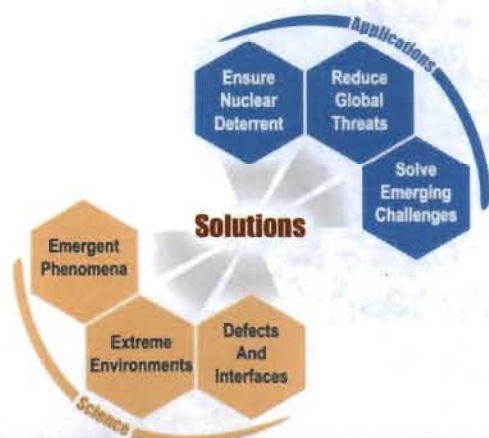 Applications
Ensure
Nuclear
Deterrent
Reduce
Global
Threats
Solve
Emerging
Challenges
Solutions
Emergent
Phenomena
Extreme
Environments
Defects
And
Interfaces
Science